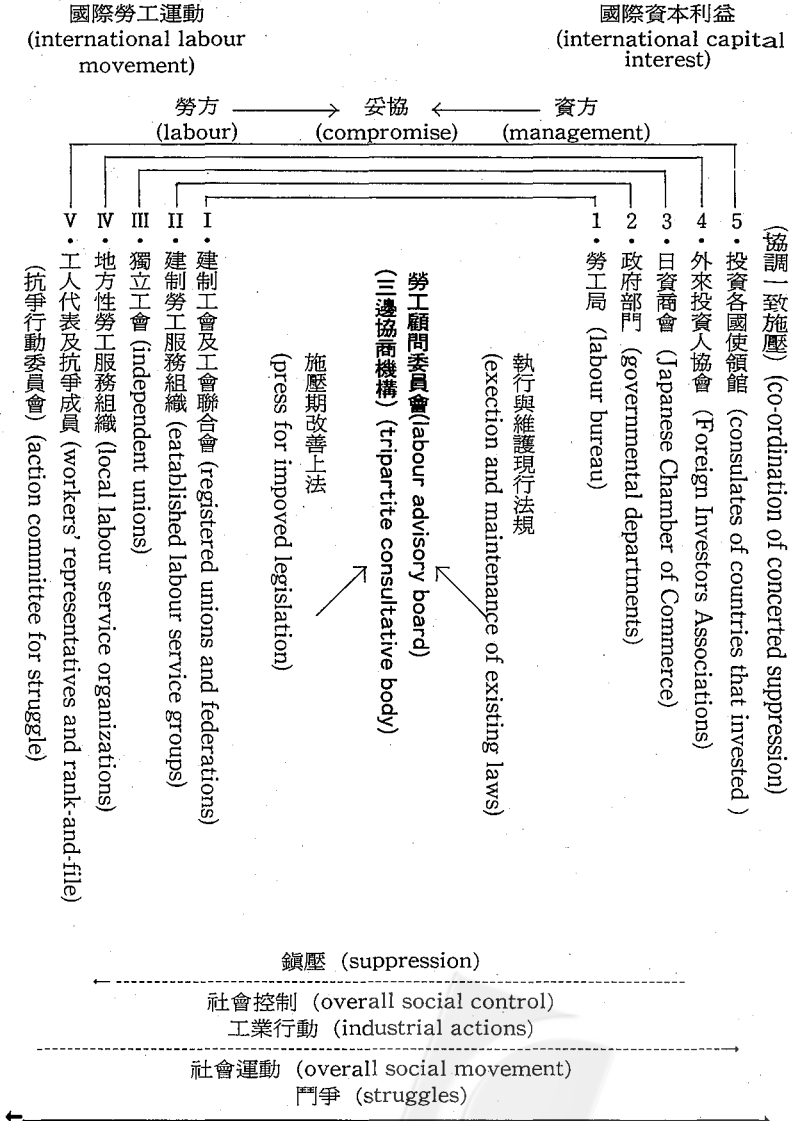 國際勞工運動
(international labour
movement)
國際資本利益
(international capital
interest)
勞方
(labour)
妥協
(compromise)
資方
(management)
V・工人代表及抗爭成員 (workers' representatives and rank-and-file)
(抗爭行動委員會) (action committee for struggle)
Ⅳ・地方性勞工服務組織 (local labour service organizations)
III・獨立工會 (independent unions)
II・建制勞工服務組織 (eatablished labour service groups)
I・建制工會及工會聯合會 (registered unions and federations)
施壓期改善上法
(press for impoved legislation)
勞工顧問委員會(labour advisory board)
(三邊協商機構) (tripartite consultative body)
執行與維護現行法規
(exection and maintenance of existing laws)
1・勞工局 (labour bureau)
2・政府部門 (governmental departments)
3・日資商會 (Japanese Chamber of Commerce)
4・外來投資人協會 (Foreign Investors Associations)
5・投資各國使領館 (consulates of countries that invested )
(協調一致施壓) (co-ordination of concerted suppression)
鎭壓 (suppression)
社會控制 (overall social control)
工業行動 (industrial actions)
社會運動 (overall social movement)
鬥爭 (struggles)